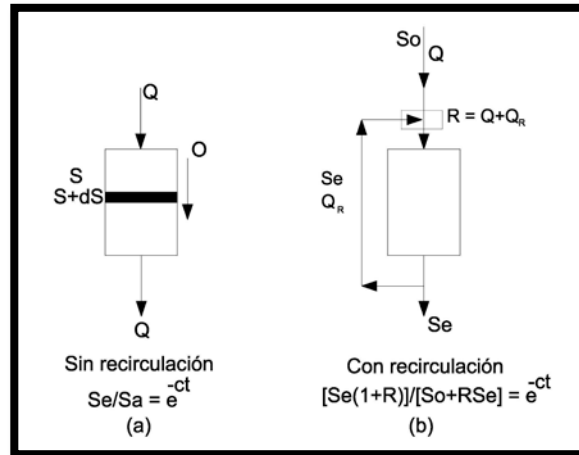 Q
O
S
S+dS
Q
Sin recirculación
Se/Sa = e^-ct
(a)
So
Q
R = Q+Q_R
Se
Q_R
Se
Con recirculación
[Se(1+R)]/[So+RSe] = e^-ct
(b)